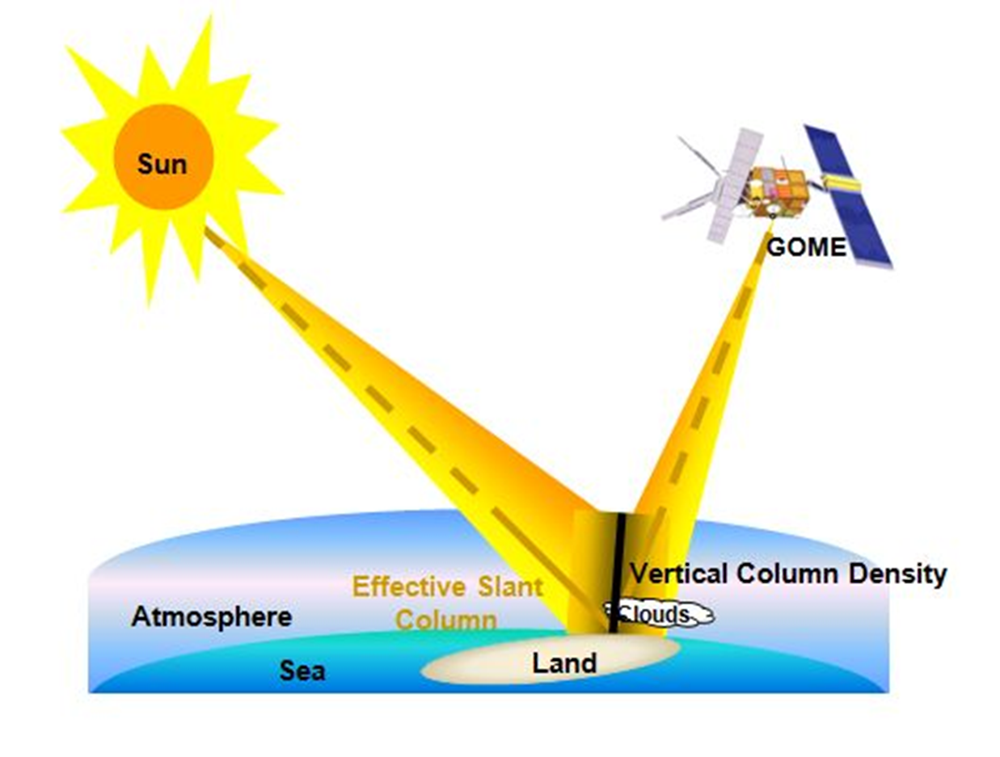 Sun
GOME
Vertical Column Density
Effective Slant
Column
Clouds
Atmosphere
Land
Sea